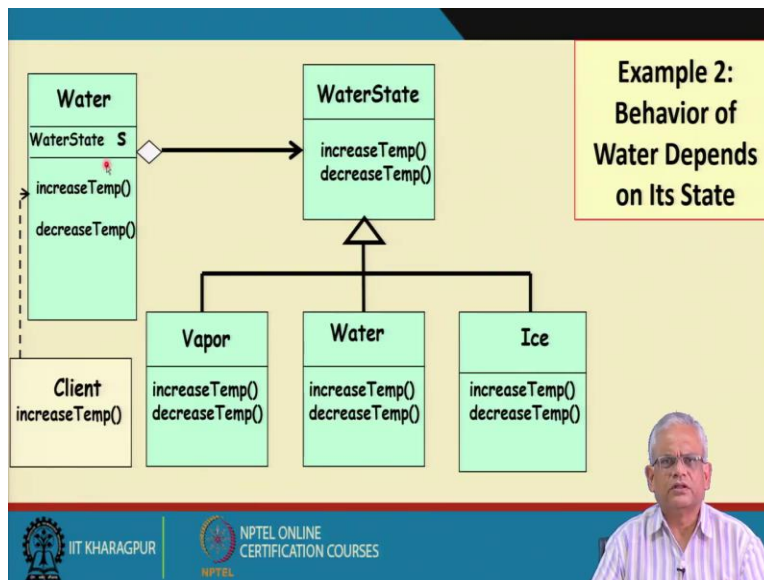 Example 2:
Behavior of
Water Depends
on Its State
Water
WaterState S
increaseTemp()
decreaseTemp()
WaterState
increaseTemp()
decreaseTemp()
Client
increaseTemp()
Vapor
increaseTemp()
decreaseTemp()
Water
increaseTemp()
decreaseTemp()
Ice
increaseTemp()
decreaseTemp()
IIT KHARAGPUR
NPTEL
NPTEL ONLINE
CERTIFICATION COURSES